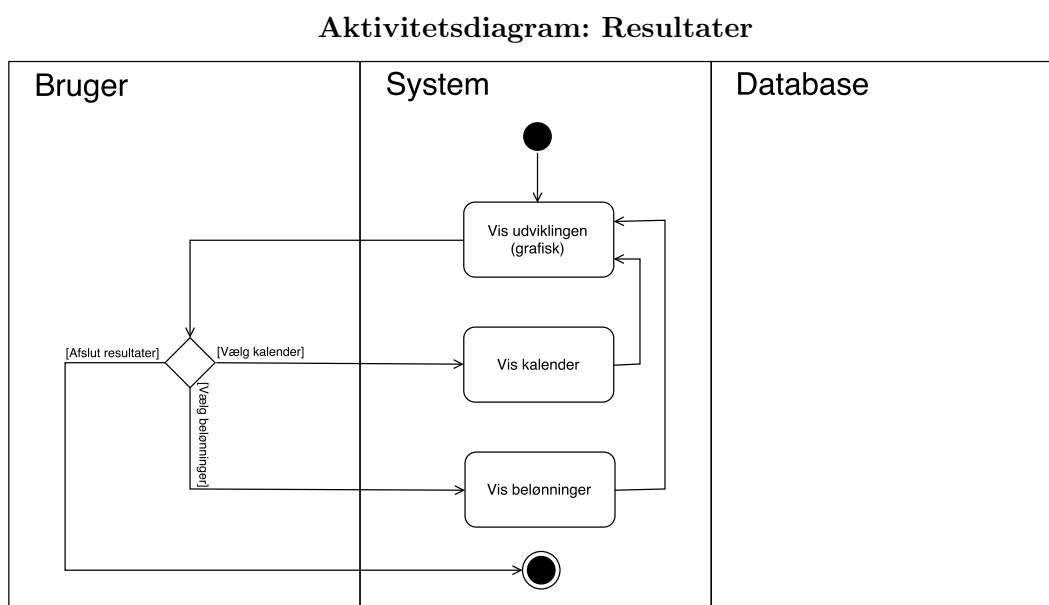 Aktivitetsdiagram: Resultater
Bruger
System
Database
Vis udviklingen
(grafisk)
[Afslut resultater]
[Vælg kalender]
Vis kalender
[Vælg belønninger]
Vis belønninger